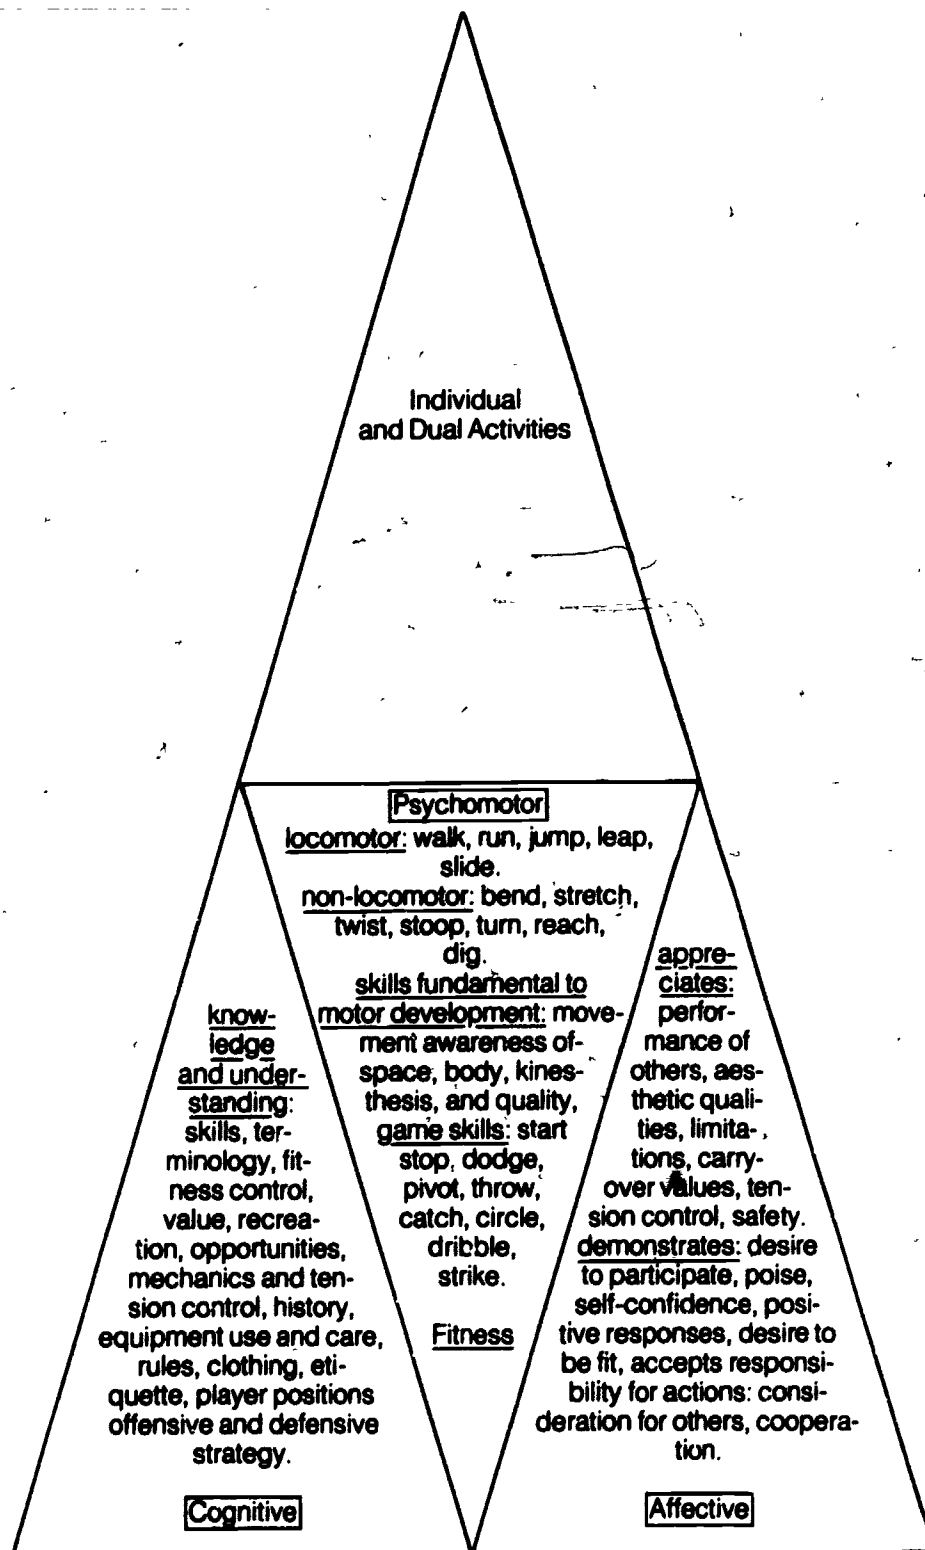 Individual
and Dual Activities
Psychomotor
locomotor: walk, run, jump, leap,
slide.
non-locomotor: bend, stretch,
twist, stoop, turn, reach,
dig.
skills fundamental to
motor development: move-
ment awareness of-
space, body, kines-
thesis, and quality,
game skills: start
stop, dodge,
pivot, throw,
catch, circle,
dribble,
strike.
Fitness
know-
ledge
and under-
standing:
skills, ter-
minology, fit-
ness control,
value, recrea-
tion, opportunities,
mechanics and ten-
sion control, history,
equipment use and care,
rules, clothing, eti-
quette, player positions
offensive and defensive
strategy.
Cognitive
appre-
ciates:
perfor-
mance of
others, aes-
thetic quali-
ties, limita-
tions, carry-
over values, ten-
sion control, safety.
demonstrates: desire
to participate, poise,
self-confidence, posi-
tive responses, desire to
be fit, accepts responsi-
bility for actions: consi-
deration for others, coopera-
tion.
Affective